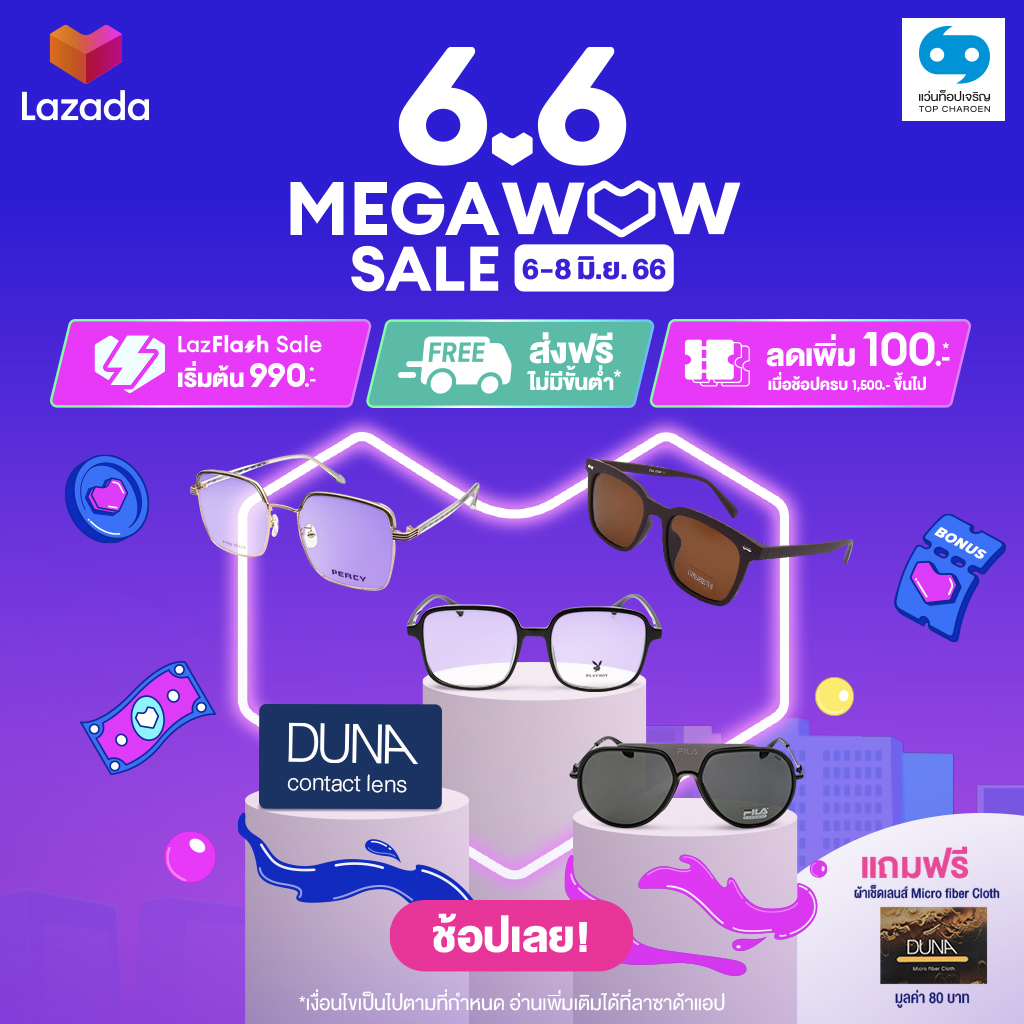 Lazada
6.6
MEGA WOW
SALE 6-8 มิ.ย. 66
แว่นท็อปเจริญ
TOP CHAROEN
LazFlash Sale
เริ่มต้น 990.-*
FREE
ส่งฟรี
ไม่มีขั้นต่ำ*
ลดเพิ่ม 100.-*
เมื่อช้อปครบ 1,500.- ขึ้นไป
PERCY
BONUS
PLAYBOY
DUNA
contact lens
FILA
FILA
แถมฟรี
ผ้าเช็ดเลนส์ Micro fiber Cloth
DUNA
Micro fiber Cloth
มูลค่า 80 บาท
ช้อปเลย!
*เงื่อนไขเป็นไปตามที่กำหนด อ่านเพิ่มเติมได้ที่ลาซาด้าแอป